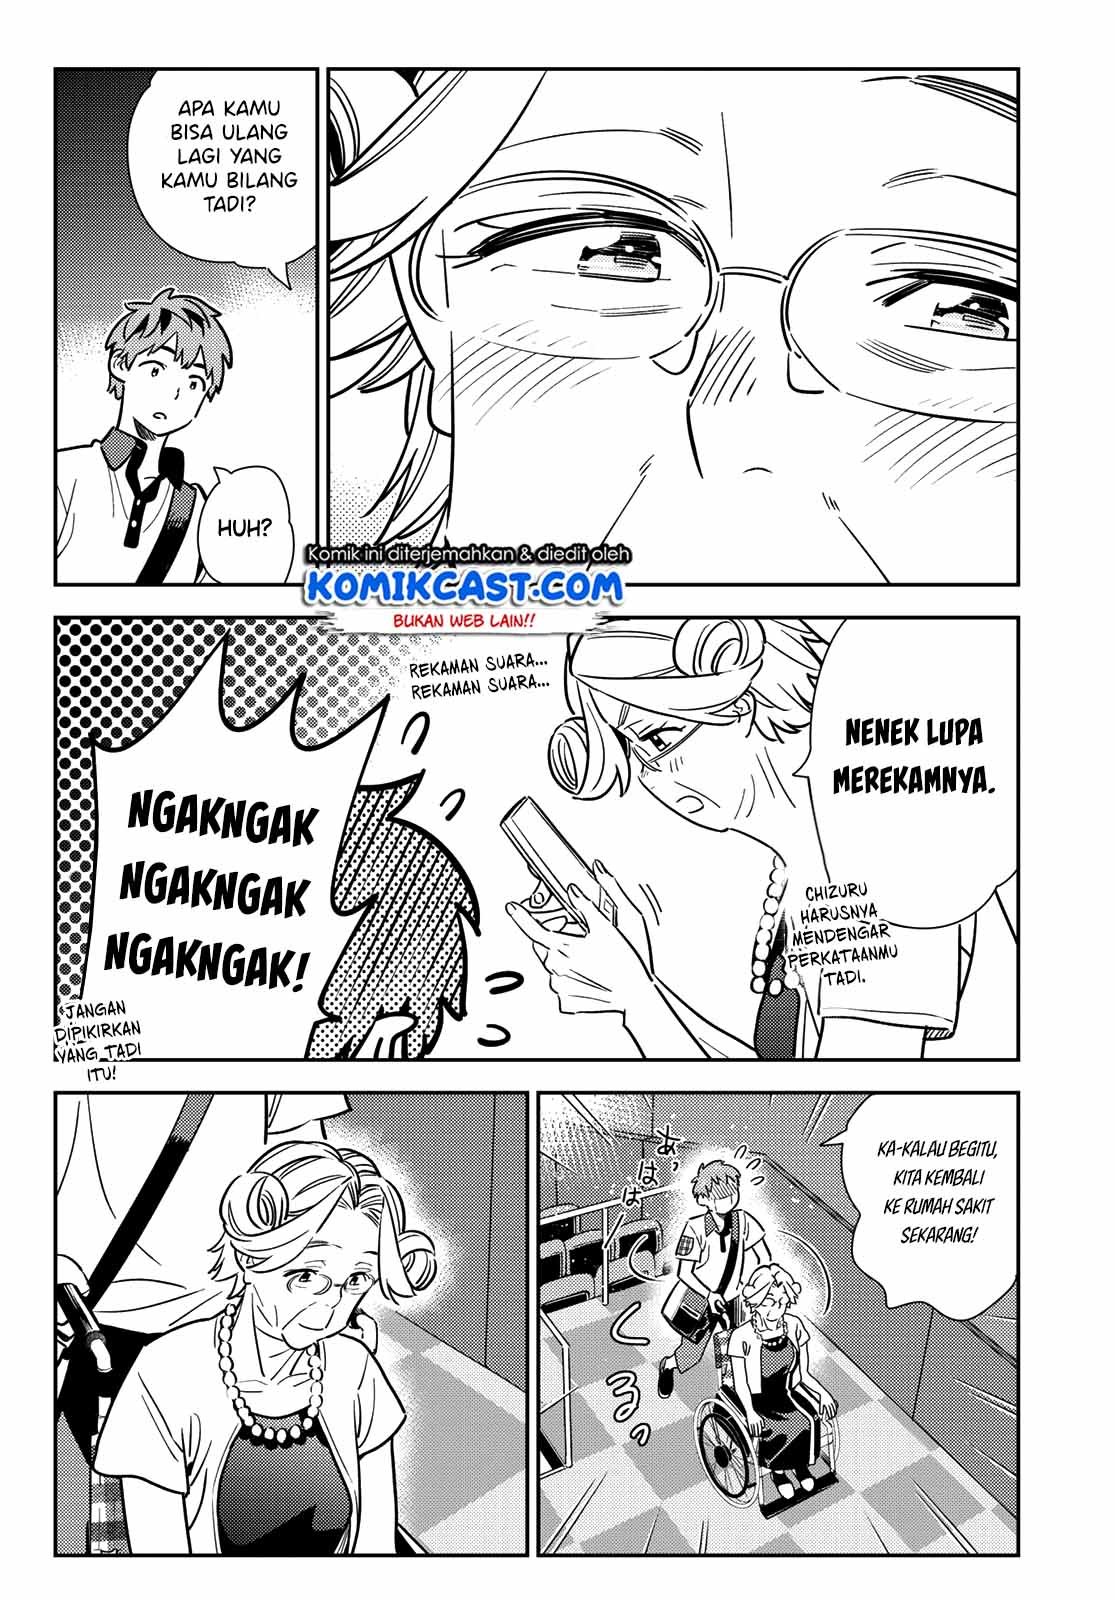 APA KAMU
BISA ULANG
LAGI YANG
KAMU BILANG
TADI?
HUH?
Komik ini diterjemahkan & diedit oleh
KOMIKCAST.COM
BUKAN WEB LAIN!!
NENEK LUPA
MEREKAMNYA.
REKAMAN SUARA...
REKAMAN SUARA...
CHIZURU
HARUSNYA
MENDENGAR
PERKATAANMU
TADI.
NGAKNGAK
NGAKNGAK
NGAKNGAK!
JANGAN
DIPIKIRKAN
YANG TADI
ITU!
KA-KALAU BEGITU,
KITA KEMBALI
KE RUMAH SAKIT
SEKARANG!
あはは
くるっ